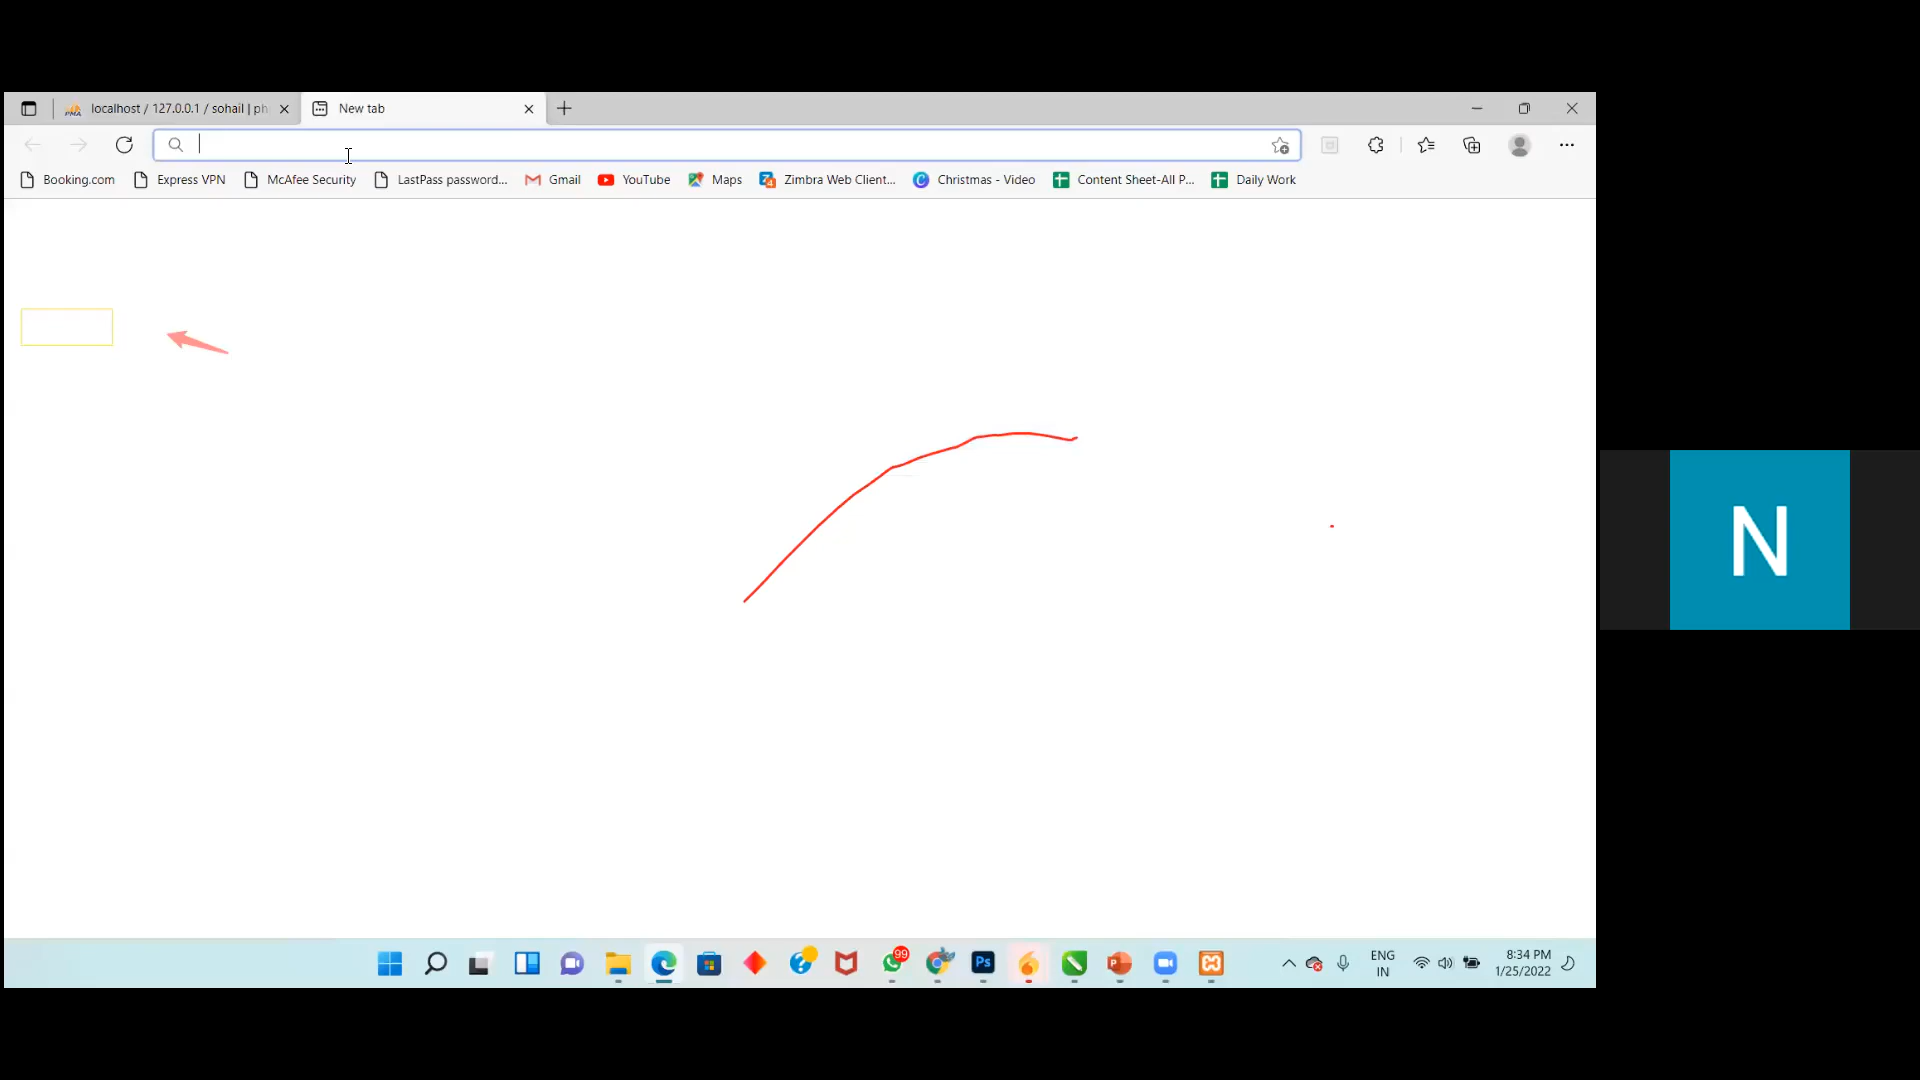 localhost / 127.0.0.1 / sohail | ph
New tab
Booking.com
Express VPN
McAfee Security
LastPass password...
Gmail
YouTube
Maps
Zimbra Web Client...
Christmas - Video
Content Sheet-All P...
Daily Work
N
99
Ps
ENG
IN
8:34 PM
1/25/2022